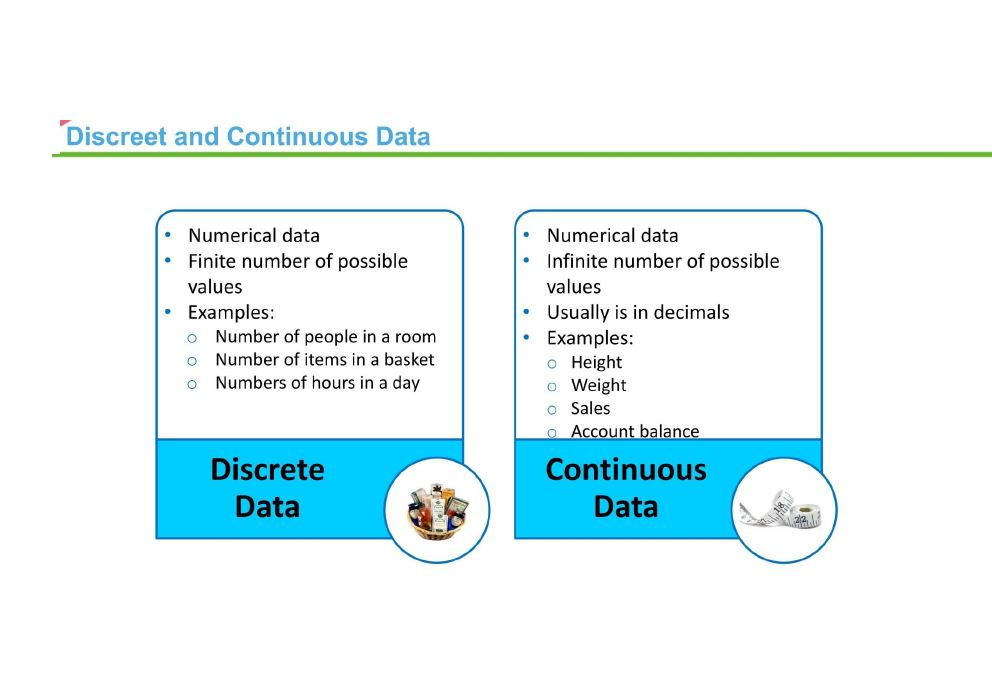 Discreet and Continuous Data
• Numerical data
• Finite number of possible
values
• Examples:
o Number of people in a room
o Number of items in a basket
o Numbers of hours in a day
Discrete
Data
• Numerical data
• Infinite number of possible
values
• Usually is in decimals
• Examples:
o Height
o Weight
o Sales
o Account balance
Continuous
Data
18
22